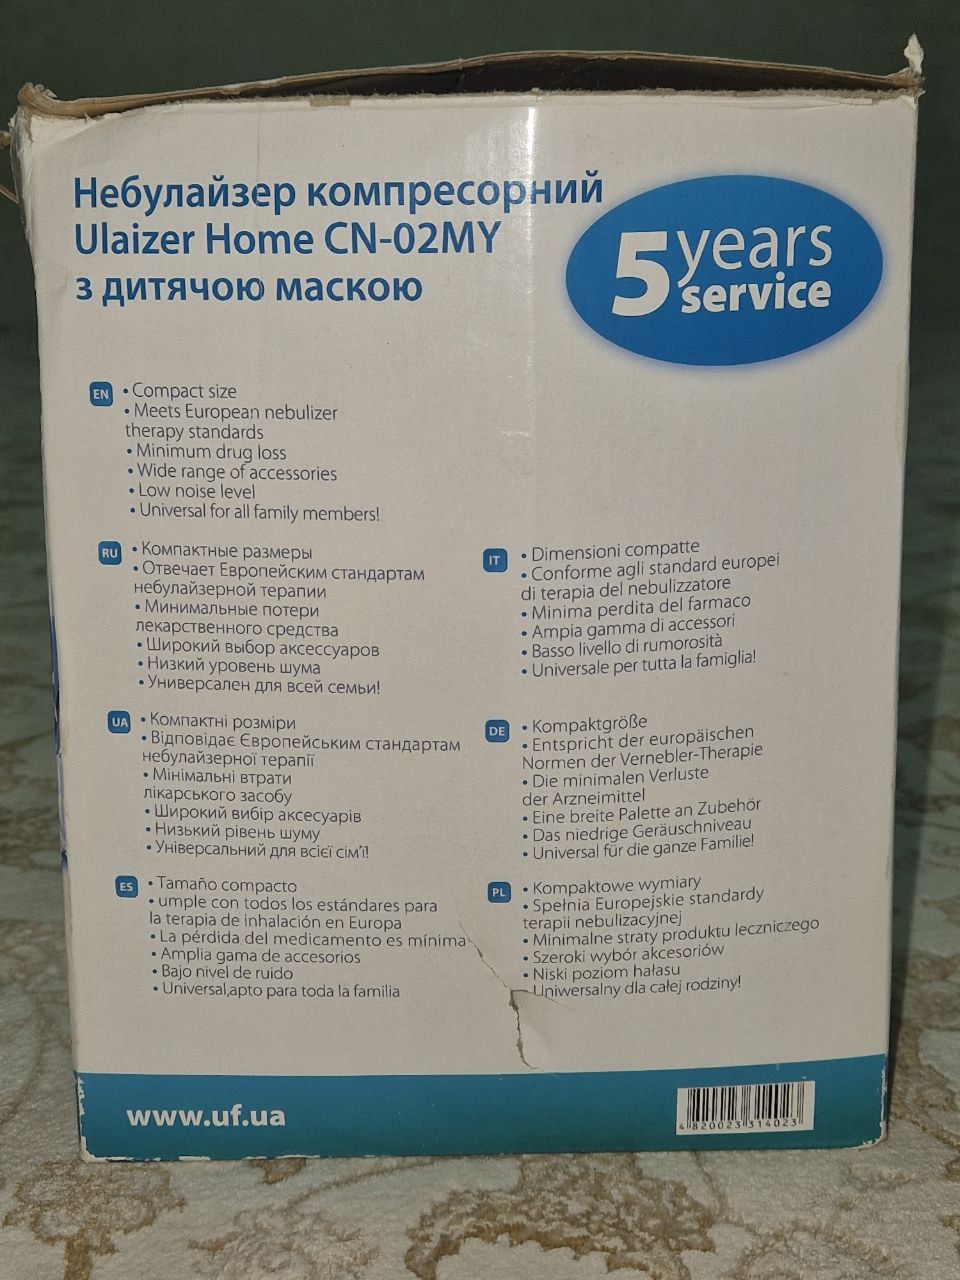 Небулайзер компресорний
Ulaizer Home CN-02MY
з дитячою маскою
5 years
service
EN
• Compact size
• Meets European nebulizer
therapy standards
• Minimum drug loss
• Wide range of accessories
• Low noise level
• Universal for all family members!
RU
• Компактные размеры
• Отвечает Европейским стандартам
небулайзерной терапии
• Минимальные потери
лекарственного средства
• Широкий выбор аксессуаров
• Низкий уровень шума
• Универсален для всей семьи!
UA
• Компактні розміри
• Відповідає Європейським стандартам
небулайзерної терапії
• Мінімальні втрати
лікарського засобу
• Широкий вибір аксесуарів
• Низький рівень шуму
• Універсальний для всієї сім'ї!
ES
• Tamaño compacto
• umple con todos los estándares para
la terapia de inhalación en Europa
• La pérdida del medicamento es mínima
• Amplia gama de accesorios
• Bajo nivel de ruido
• Universal,apto para toda la familia
IT
• Dimensioni compatte
• Conforme agli standard europei
di terapia del nebulizzatore
• Minima perdita del farmaco
• Ampia gamma di accessori
• Basso livello di rumorosità
• Universale per tutta la famiglia!
DE
• Kompaktgröße
• Entspricht der europäischen
Normen der Vernebler-Therapie
• Die minimalen Verluste
der Arzneimittel
• Eine breite Palette an Zubehör
• Das niedrige Geräuschniveau
• Universal für die ganze Familie!
PL
• Kompaktowe wymiary
• Spełnia Europejskie standardy
terapii nebulizacyjnej
• Minimalne straty produktu leczniczego
• Szeroki wybór akcesoriów
• Niski poziom hałasu
Uniwersalny dla całej rodziny!
www.uf.ua
4 820023 314023